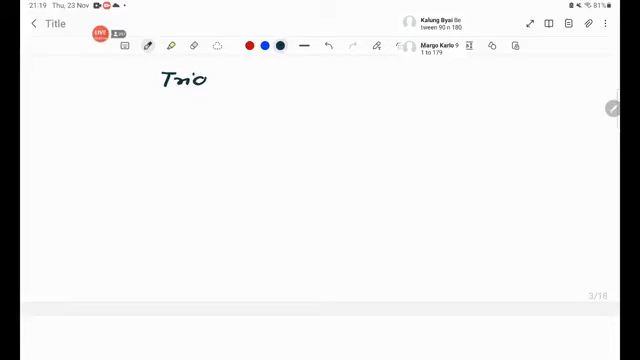 21:19 Thu, 23 Nov
81%
Title
LIVE
Kalung Byai Be
tween 90 n 180
Margo Karlo 9
1 to 179
Trio
3/18